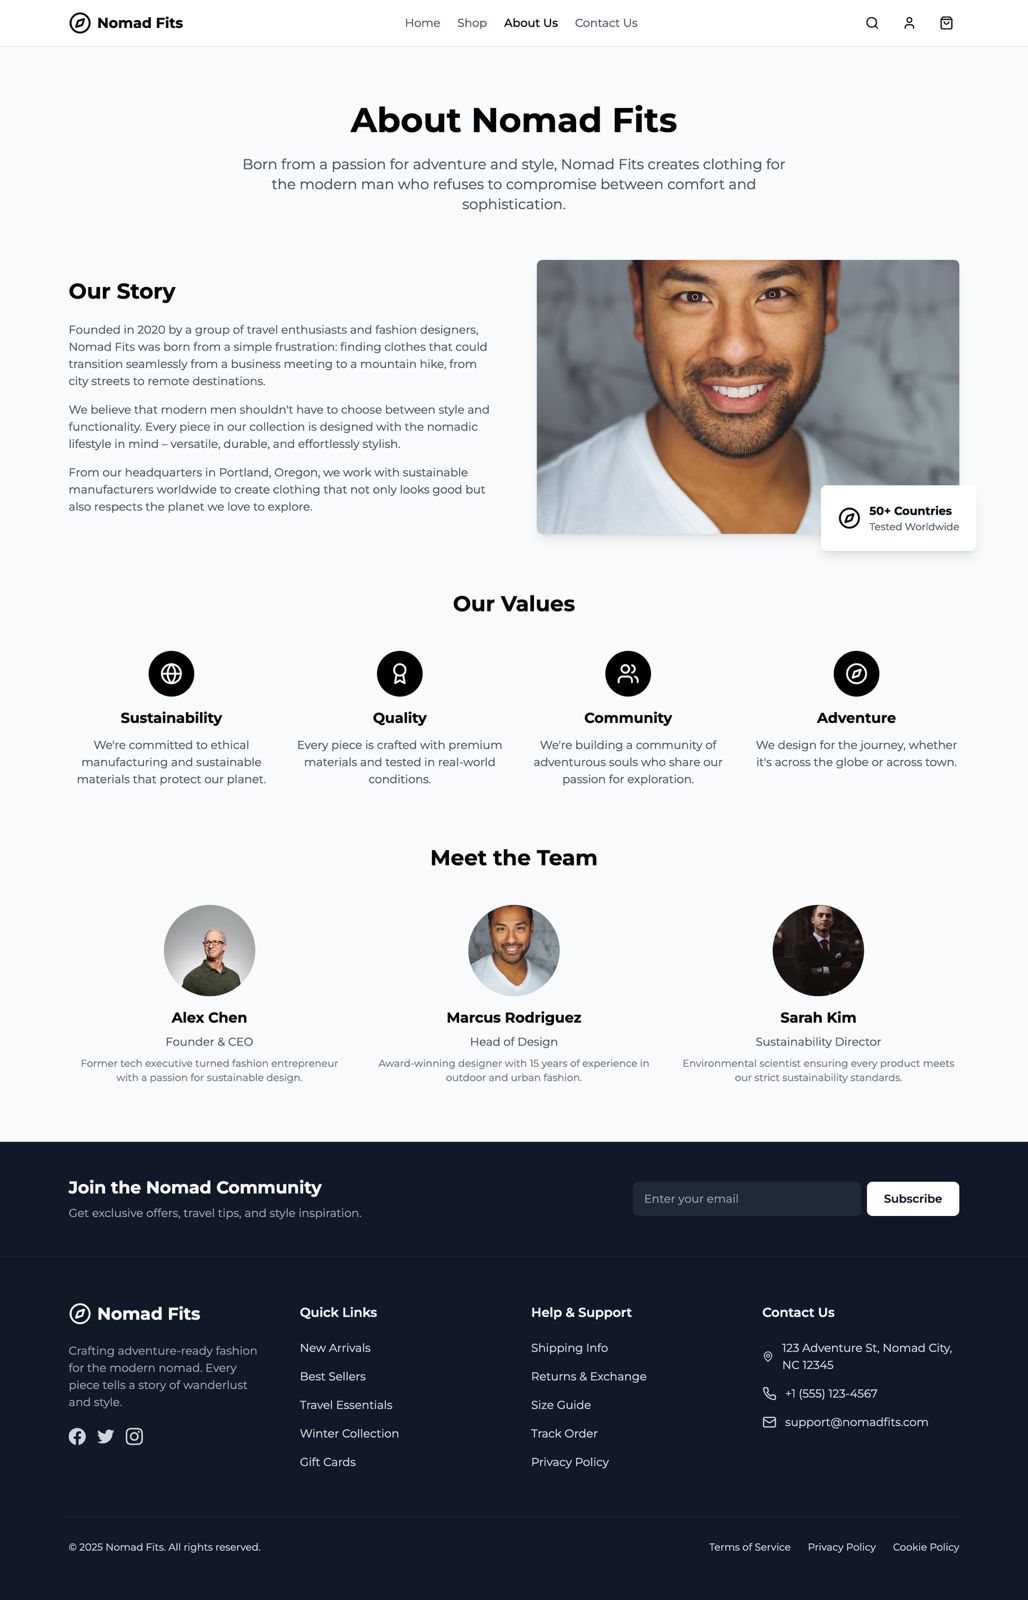 Nomad Fits
Home Shop About Us Contact Us
About Nomad Fits
Born from a passion for adventure and style, Nomad Fits creates clothing for
the modern man who refuses to compromise between comfort and
sophistication.
Our Story
Founded in 2020 by a group of travel enthusiasts and fashion designers,
Nomad Fits was born from a simple frustration: finding clothes that could
transition seamlessly from a business meeting to a mountain hike, from
city streets to remote destinations.
We believe that modern men shouldn't have to choose between style and
functionality. Every piece in our collection is designed with the nomadic
lifestyle in mind – versatile, durable, and effortlessly stylish.
From our headquarters in Portland, Oregon, we work with sustainable
manufacturers worldwide to create clothing that not only looks good but
also respects the planet we love to explore.
50+ Countries
Tested Worldwide
Our Values
Sustainability
We're committed to ethical
manufacturing and sustainable
materials that protect our planet.
Quality
Every piece is crafted with premium
materials and tested in real-world
conditions.
Community
We're building a community of
adventurous souls who share our
passion for exploration.
Adventure
We design for the journey, whether
it's across the globe or across town.
Meet the Team
Alex Chen
Founder & CEO
Former tech executive turned fashion entrepreneur
with a passion for sustainable design.
Marcus Rodriguez
Head of Design
Award-winning designer with 15 years of experience in
outdoor and urban fashion.
Sarah Kim
Sustainability Director
Environmental scientist ensuring every product meets
our strict sustainability standards.
Join the Nomad Community
Get exclusive offers, travel tips, and style inspiration.
Enter your email
Subscribe
Nomad Fits
Crafting adventure-ready fashion
for the modern nomad. Every
piece tells a story of wanderlust
and style.
Quick Links
New Arrivals
Best Sellers
Travel Essentials
Winter Collection
Gift Cards
Help & Support
Shipping Info
Returns & Exchange
Size Guide
Track Order
Privacy Policy
Contact Us
123 Adventure St, Nomad City,
NC 12345
+1 (555) 123-4567
support@nomadfits.com
© 2025 Nomad Fits. All rights reserved.
Terms of Service Privacy Policy Cookie Policy